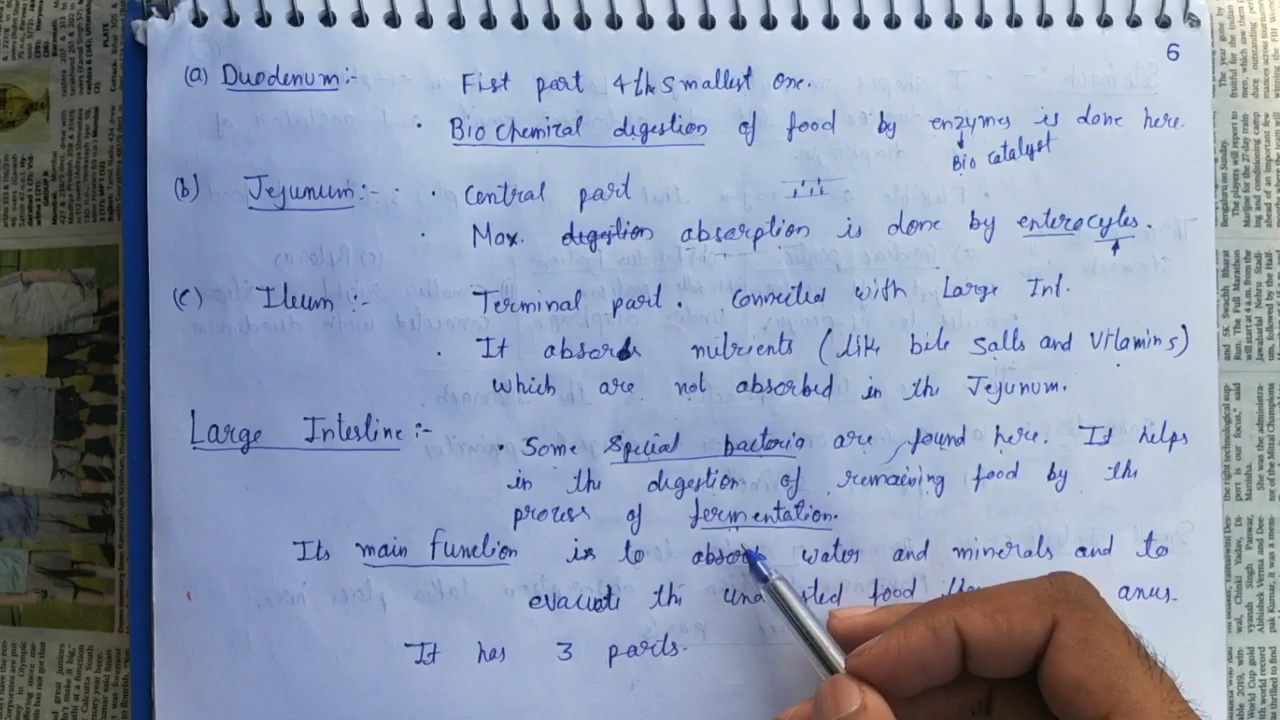 6
(a) Duodenum:- Fist part & the smallest one.
· Biochemical digestion of food by enzymes is done here.
Bio catalyst
(b) Jejunum:- : · Central part
· Max. digestion absorption is done by enterocytes.
(c) Ileum :- Terminal part. Connected with Large Int.
· It absorbs nutrients (like bile salts and vitamins)
which are not absorbed in the Jejunum.
Large Intestine:- · Some special bacteria are found here. It helps
in the digestion of remaining food by the
process of fermentation.
Its main function is to absorb water and minerals and to
evacuate the food anus.
It has 3 parts.